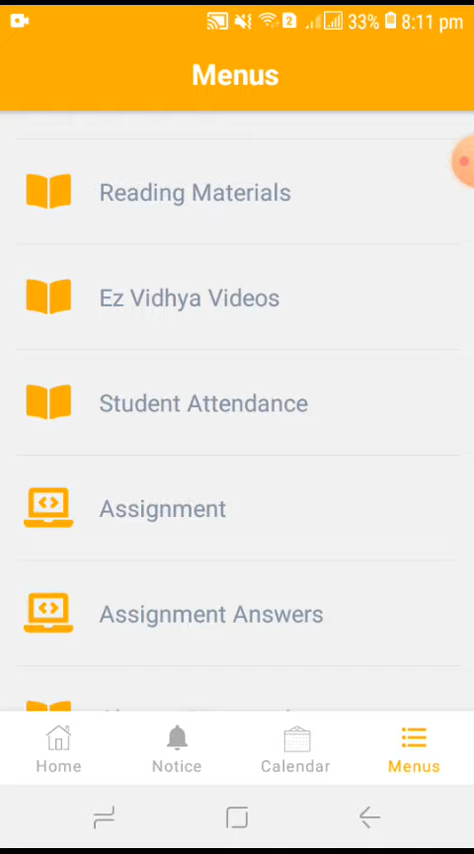 2 33% 8:11 pm
Menus
Reading Materials
Ez Vidhya Videos
Student Attendance
Assignment
Assignment Answers
Home Notice Calendar Menus